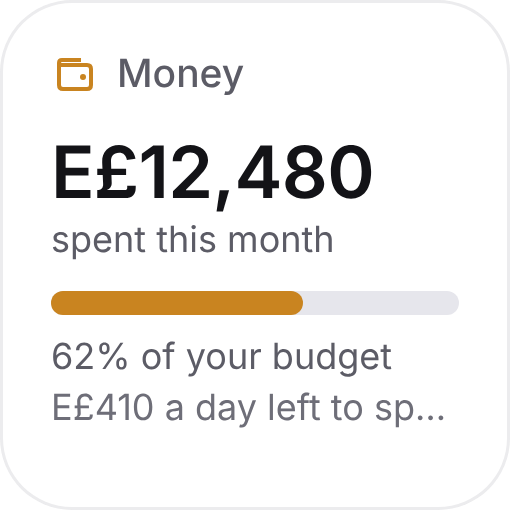 Money
E£12,480
spent this month
62% of your budget
E£410 a day left to sp...